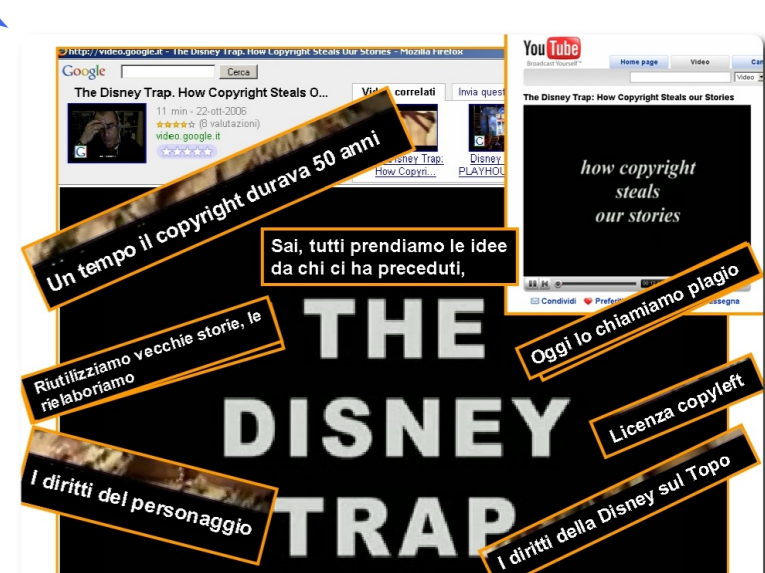 http://video.google.it - The Disney Trap. How Copyright Steals Our Stories - Mozilla Firefox
Google
Cerca
The Disney Trap. How Copyright Steals O...
11 min - 22-ott-2006
(8 valutazioni)
video.google.it
correlati
Invia quest
Disney Trap:
How Copyri...
Disney
PLAYHOU
You Tube
Broadcast Yourself™
Home page
Video
Can
Video
The Disney Trap: How Copyright Steals our Stories
how copyright
steals
our stories
Condividi
Preferiti
Un tempo il copyright durava 50 anni
Sai, tutti prendiamo le idee
da chi ci ha preceduti,
Oggi lo chiamiamo plagio
Riutilizziamo vecchie storie, le
rielaboriamo
Licenza copyleft
I diritti del personaggio
I diritti della Disney sul Topo
THE
DISNEY
TRAP